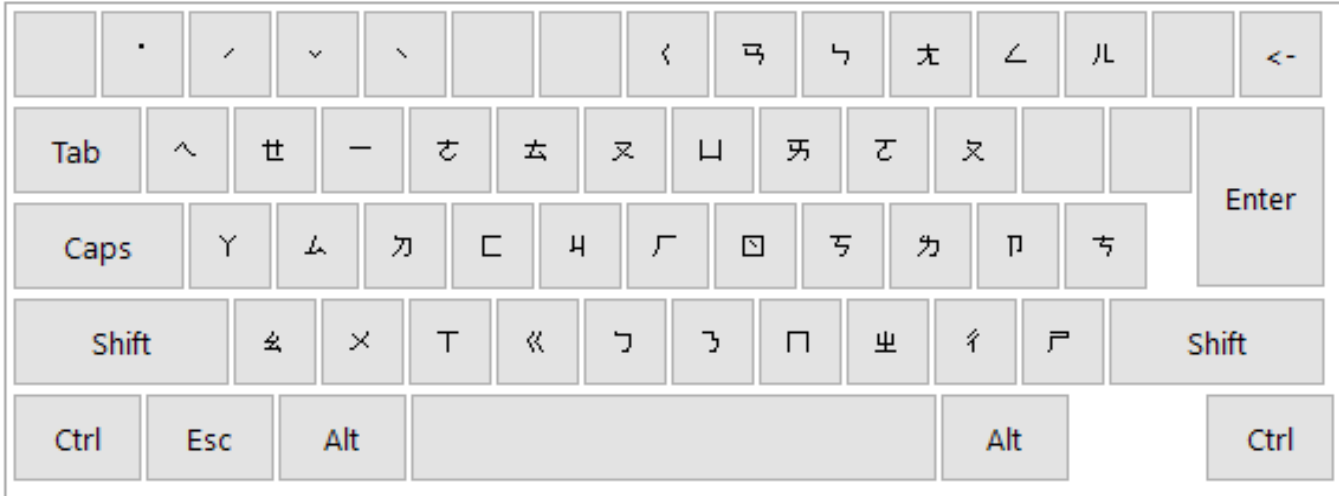 ˙ ˊ ˇ ˋ ㄑ ㄢ ㄣ ㄤ ㄥ ㄦ <-
Tab ㄟ ㄝ ㄧ ㄜ ㄊ ㄡ ㄩ ㄞ ㄛ ㄆ Enter
Caps ㄚ ㄙ ㄉ ㄈ ㄐ ㄏ ㄖ ㄎ ㄌ ㄗ ㄘ
Shift ㄠ ㄨ ㄒ ㄍ ㄅ ㄋ ㄇ ㄓ ㄔ ㄕ Shift
Ctrl Esc Alt Alt Ctrl